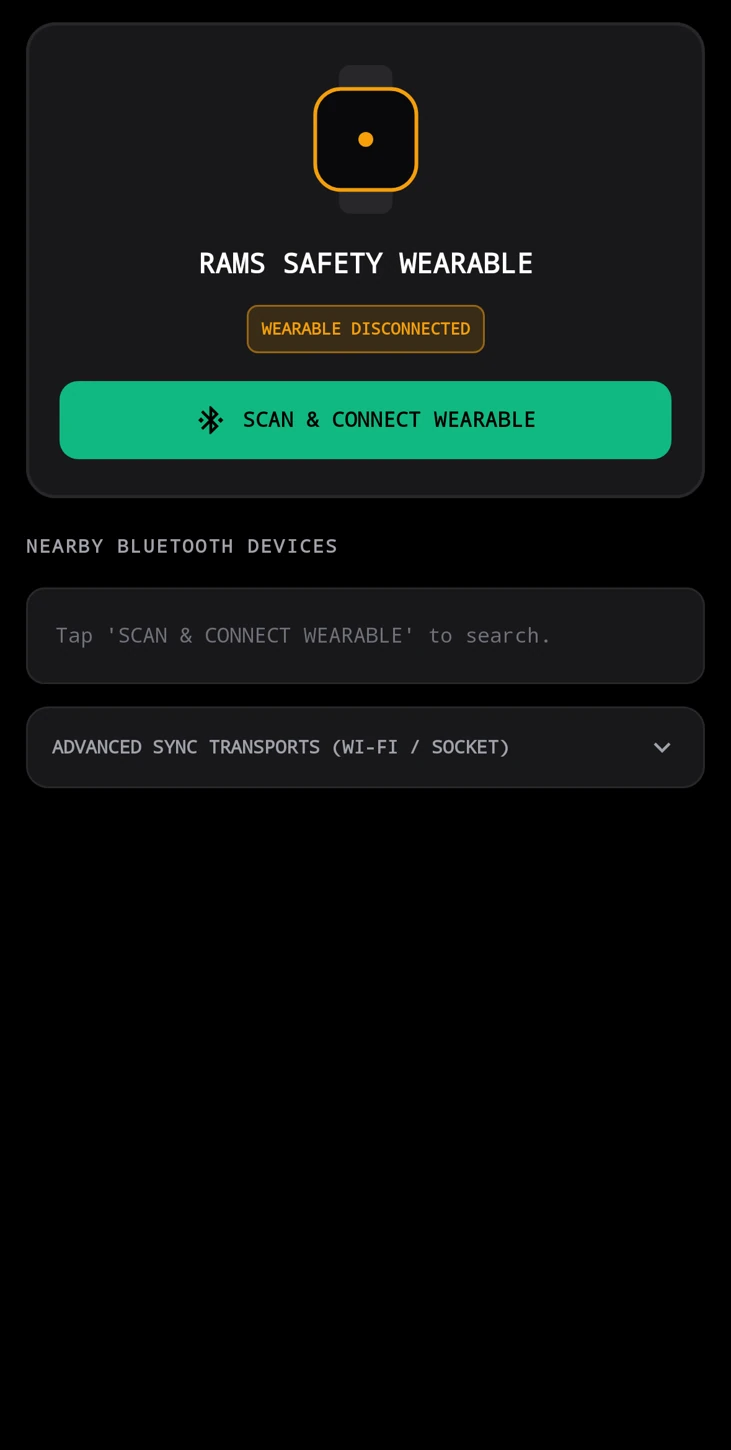 RAMS SAFETY WEARABLE
WEARABLE DISCONNECTED
SCAN & CONNECT WEARABLE
NEARBY BLUETOOTH DEVICES
Tap 'SCAN & CONNECT WEARABLE' to search.
ADVANCED SYNC TRANSPORTS (WI-FI / SOCKET)